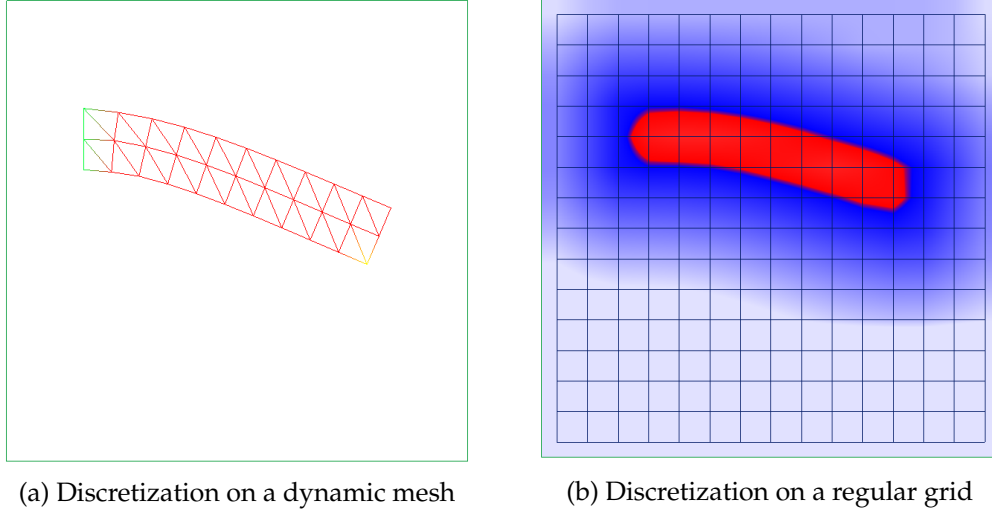 (a) Discretization on a dynamic mesh
(b) Discretization on a regular grid